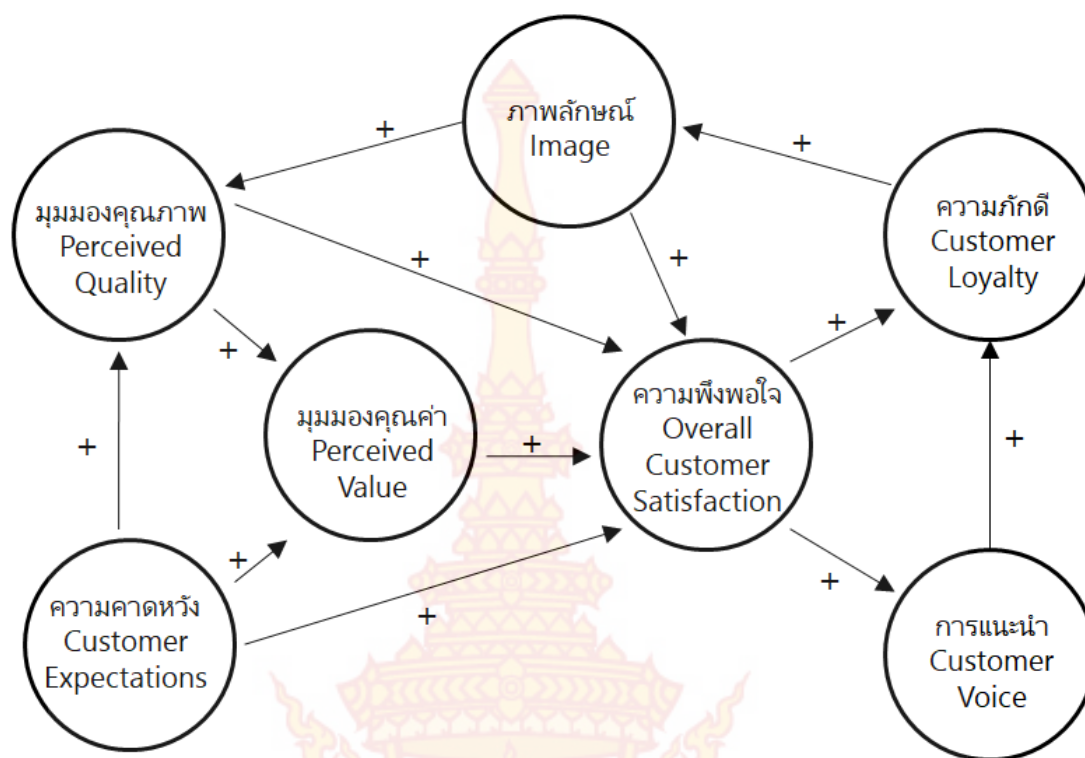 ภาพลักษณ์
Image
+
+
มุมมองคุณภาพ
Perceived
Quality
ความภักดี
Customer
Loyalty
+
+
+
+
มุมมองคุณค่า
Perceived
Value
ความพึงพอใจ
Overall
Customer
Satisfaction
+
+
+
+
+
+
ความคาดหวัง
Customer
Expectations
การแนะนำ
Customer
Voice